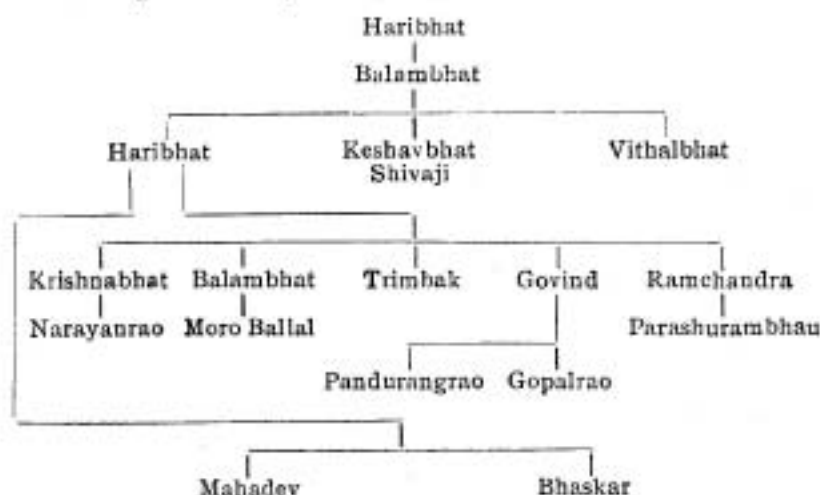 Haribhat
Balambhat
Haribhat Keshavbhat Vithalbhat
Shivaji
Krishnabhat Balambhat Trimbak Govind Ramchandra
Narayanrao Moro Ballal Parashurambhau
Pandurangrao Gopalrao
Mahadev Bhaskar